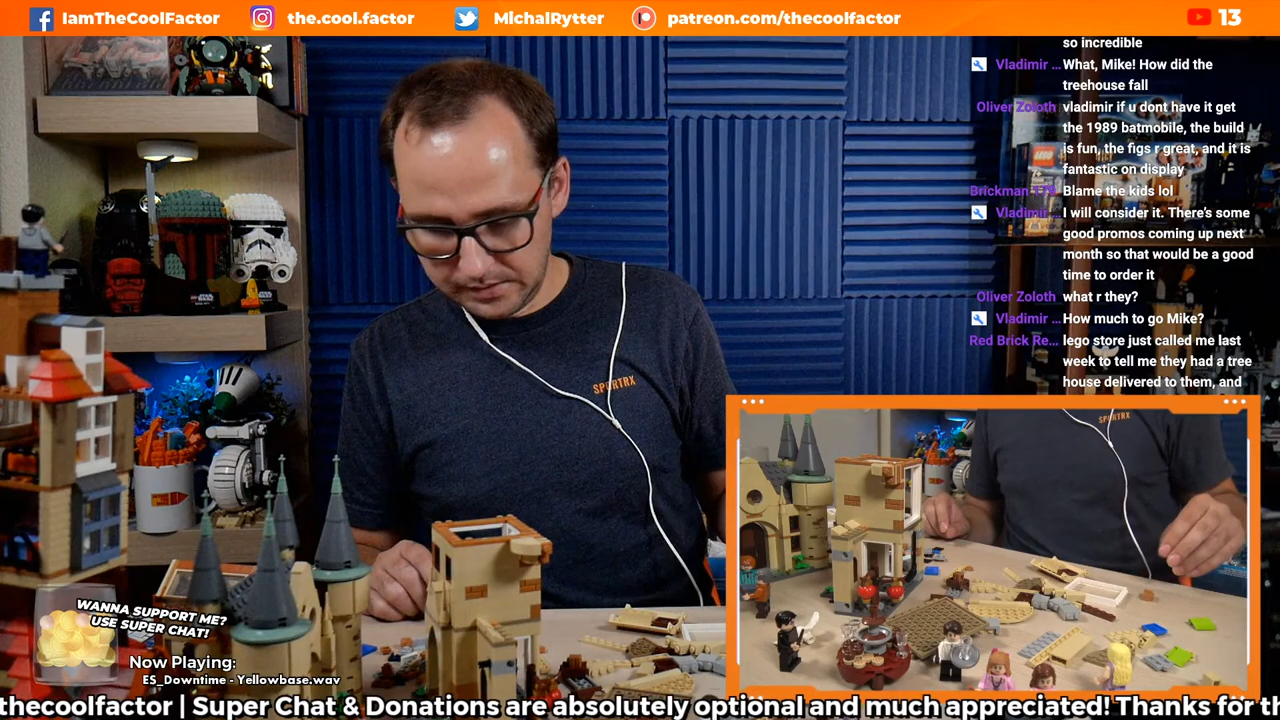 IamTheCoolFactor
the.cool.factor
MichalRytter
patreon.com/thecoolfactor
13
so incredible
Vladimir ... What, Mike! How did the
treehouse fall
Oliver Zoloth vladimir if u dont have it get
the 1989 batmobile, the build
is fun, the figs r great, and it is
fantastic on display
Brickman Blame the kids lol
Vladimir ... I will consider it. There's some
good promos coming up next
month so that would be a good
time to order it
Oliver Zoloth what r they?
Vladimir ... How much to go Mike?
Red Brick Re... lego store just called me last
week to tell me they had a tree
house delivered to them, and
LEGO
SPORTRX
SPORTRX
STAR WARS
WANNA SUPPORT ME?
USE SUPER CHAT!
Now Playing:
ES_Downtime - Yellowbase.wav
thecoolfactor | Super Chat & Donations are absolutely optional and much appreciated! Thanks for